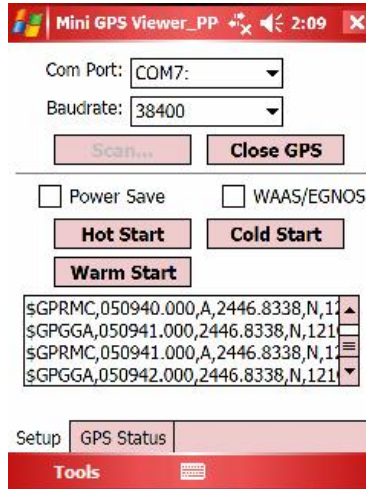 Mini GPS Viewer_PP 2:09
Com Port: COM7:
Baudrate: 38400
Scan... Close GPS
Power Save WAAS/EGNOS
Hot Start Cold Start
Warm Start
$GPRMC,050940.000,A,2446.8338,N,12
$GPGGA,050941.000,2446.8338,N,121
$GPRMC,050941.000,A,2446.8338,N,12
$GPGGA,050942.000,2446.8338,N,121
Setup GPS Status
Tools